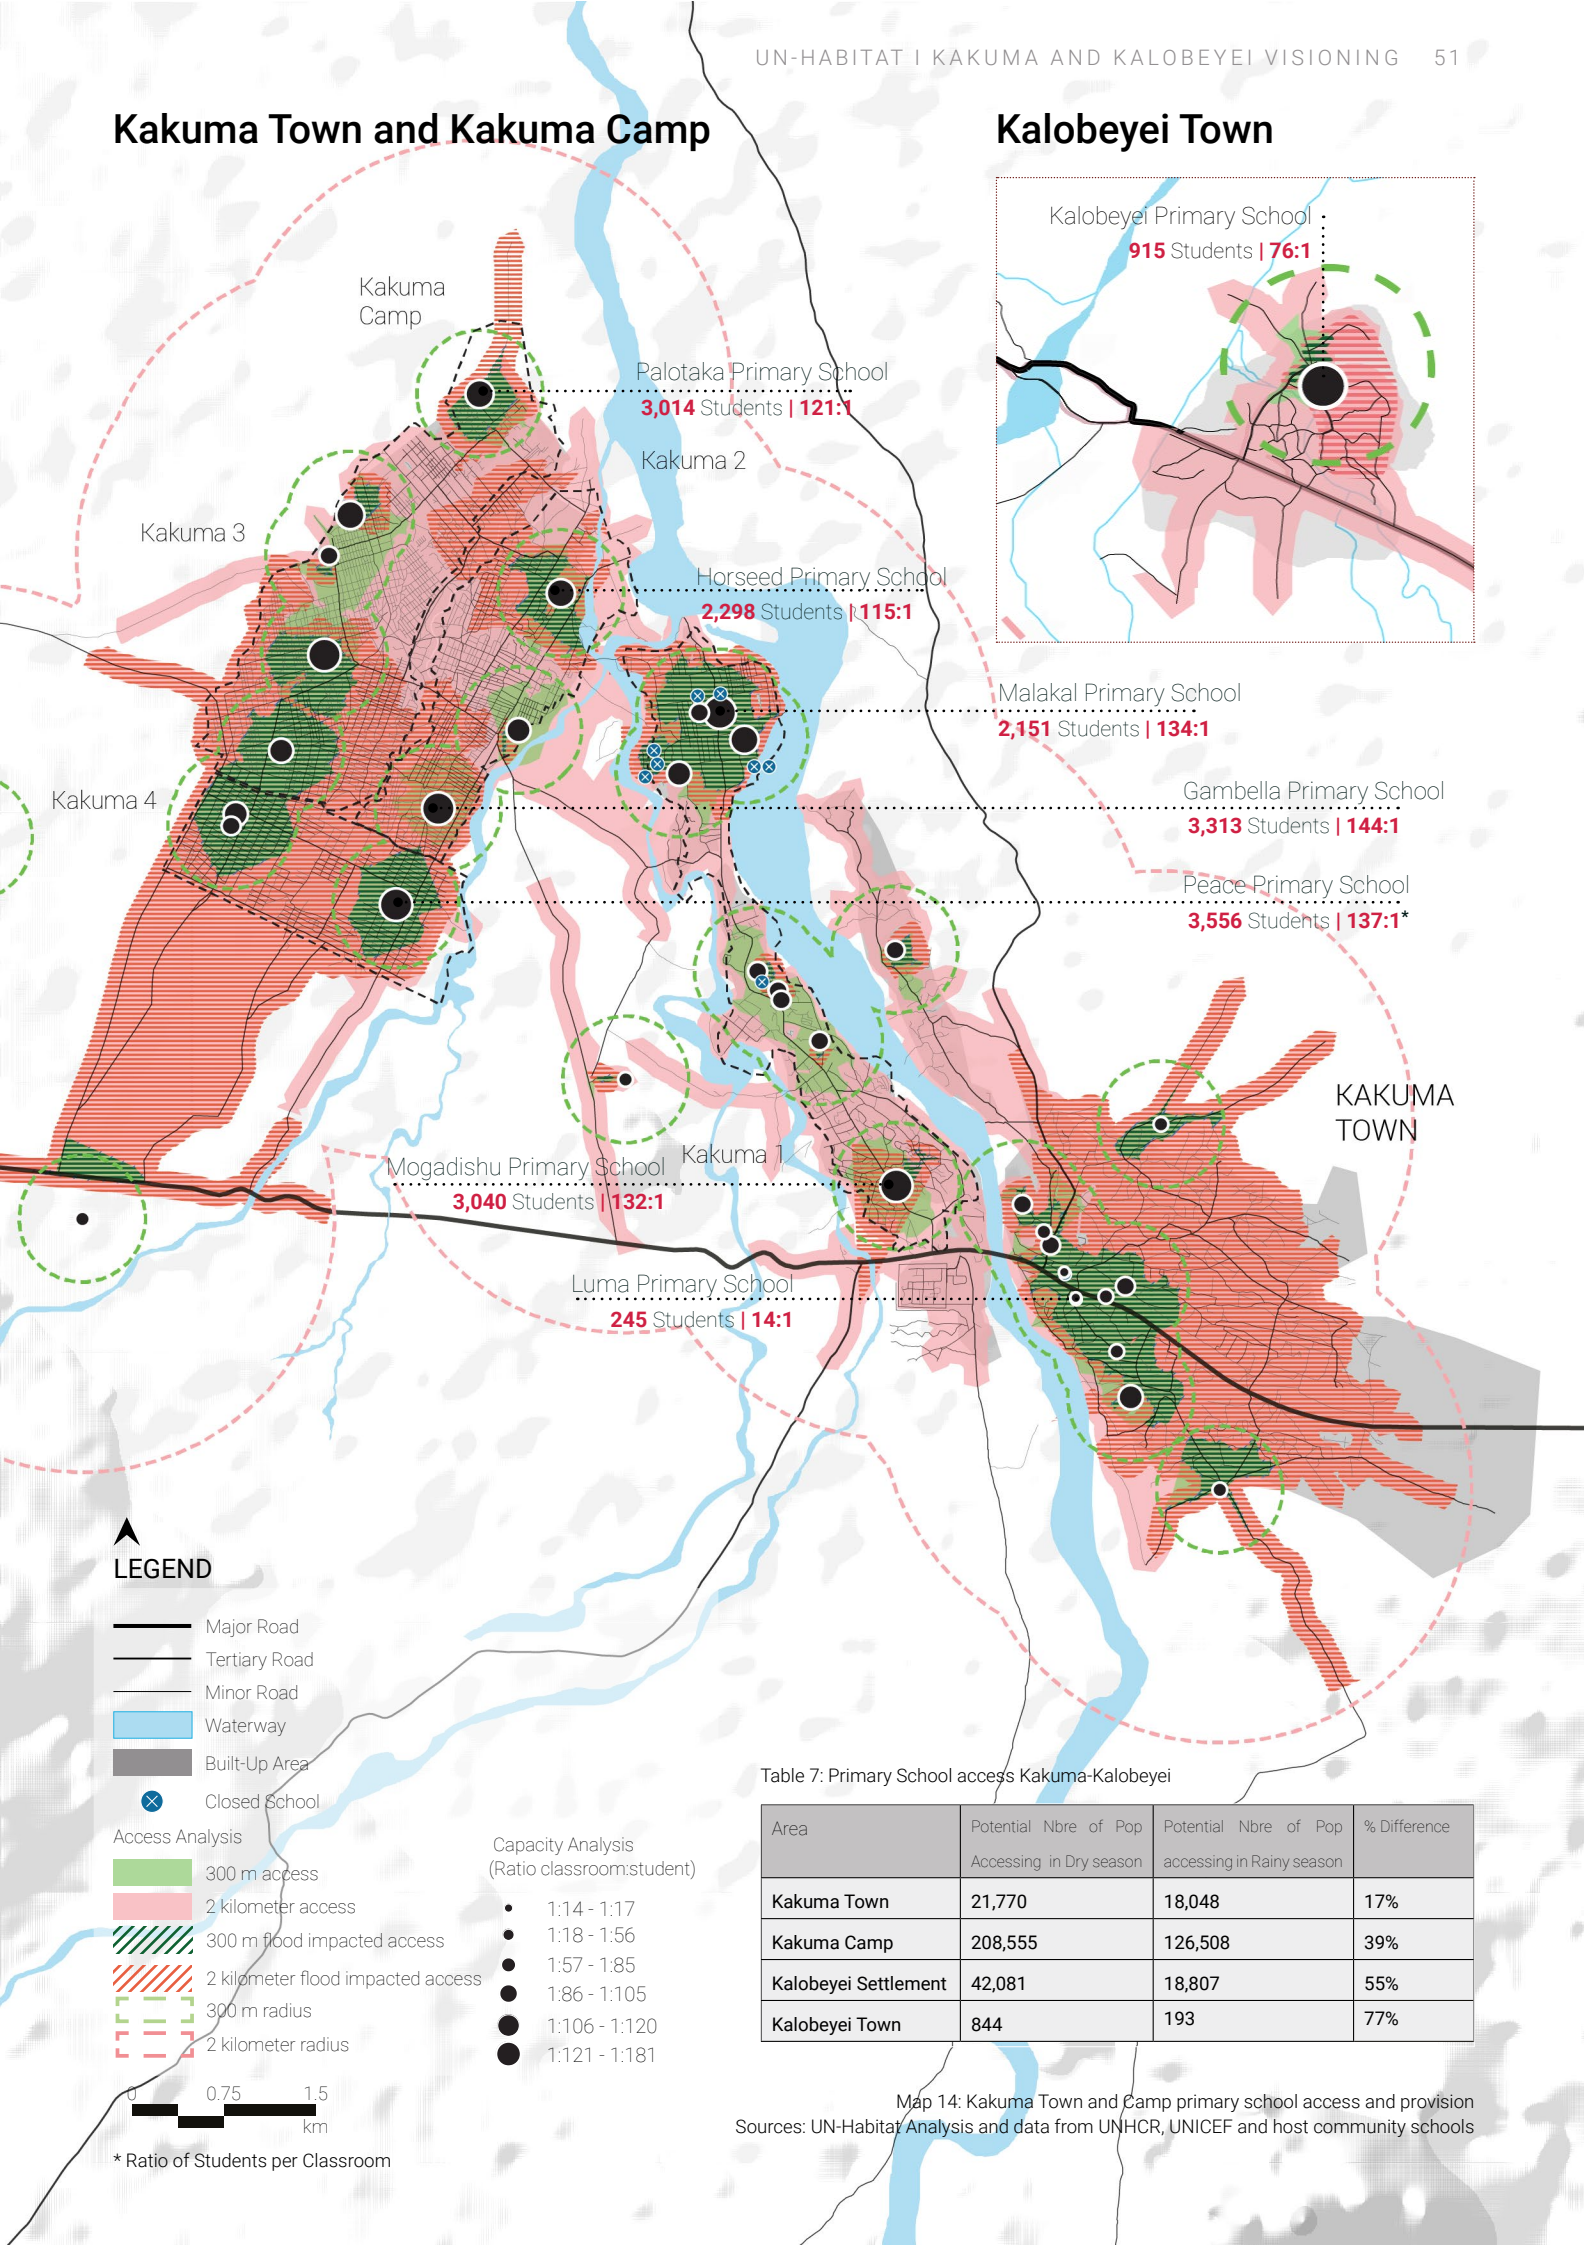 UN-HABITAT I KAKUMA AND KALOBEYEI VISIONING 51
Kakuma Town and Kakuma Camp
Kalobeyei Town
Kalobeyei Primary School
915 Students | 76:1
Kakuma
Camp
Palotaka Primary School
3,014 Students | 121:1
Kakuma 2
Kakuma 3
Horseed Primary School
2,298 Students | 115:1
Malakal Primary School
2,151 Students | 134:1
Kakuma 4
Gambella Primary School
3,313 Students | 144:1
Peace Primary School
3,556 Students | 137:1*
KAKUMA
TOWN
Kakuma 1
Mogadishu Primary School
3,040 Students | 132:1
Luma Primary School
245 Students | 14:1
LEGEND
Major Road
Tertiary Road
Minor Road
Waterway
Built-Up Area
Closed School
Access Analysis
300 m access
2 kilometer access
300 m flood impacted access
2 kilometer flood impacted access
300 m radius
2 kilometer radius
0 0.75 1.5
km
* Ratio of Students per Classroom
Capacity Analysis
(Ratio classroom:student)
1:14 - 1:17
1:18 - 1:56
1:57 - 1:85
1:86 - 1:105
1:106 - 1:120
1:121 - 1:181
Table 7: Primary School access Kakuma-Kalobeyei
Area | Potential Nbre of Pop Accessing in Dry season | Potential Nbre of Pop accessing in Rainy season | % Difference
Kakuma Town 21,770 18,048 17%
Kakuma Camp 208,555 126,508 39%
Kalobeyei Settlement 42,081 18,807 55%
Kalobeyei Town 844 193 77%
Map 14: Kakuma Town and Camp primary school access and provision
Sources: UN-Habitat Analysis and data from UNHCR, UNICEF and host community schools